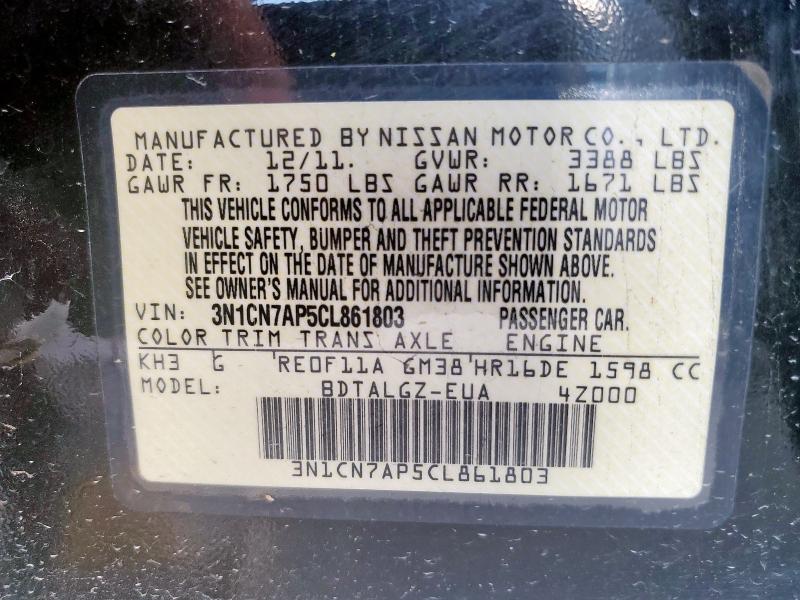 MANUFACTURED BY NISSAN MOTOR CO., LTD.
DATE: 12/11. GVWR: 3388 LBS
GAWR FR: 1750 LBS GAWR RR: 1671 LBS
THIS VEHICLE CONFORMS TO ALL APPLICABLE FEDERAL MOTOR
VEHICLE SAFETY, BUMPER AND THEFT PREVENTION STANDARDS
IN EFFECT ON THE DATE OF MANUFACTURE SHOWN ABOVE.
SEE OWNER'S MANUAL FOR ADDITIONAL INFORMATION.
VIN: 3N1CN7AP5CL861803 PASSENGER CAR.
COLOR TRIM TRANS AXLE ENGINE
KH3 G RE0F11A GM38 HR16DE 1598 CC
MODEL: BDTALGZ-EUA 4Z000
3N1CN7AP5CL861803